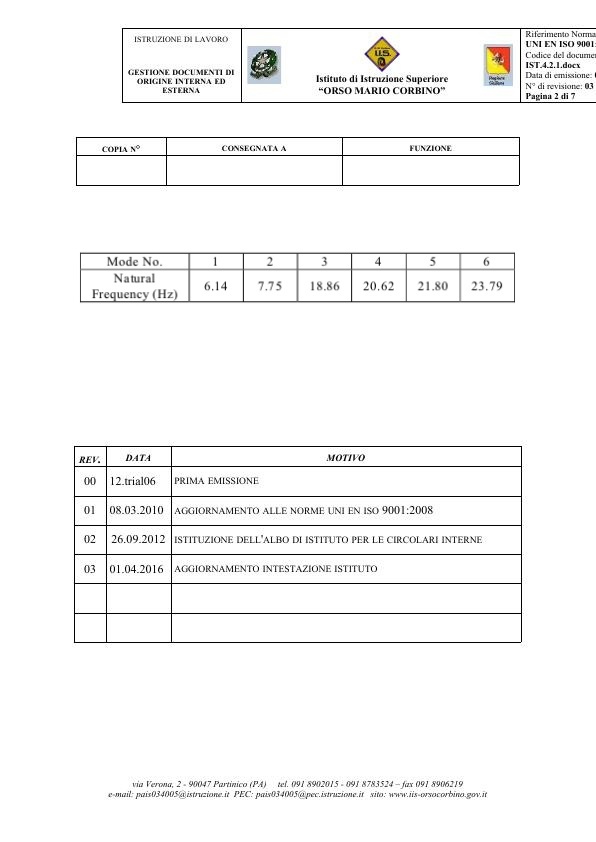 ISTRUZIONE DI LAVORO
GESTIONE DOCUMENTI DI
ORIGINE INTERNA ED
ESTERNA
U.S.
Istituto di Istruzione Superiore
“ORSO MARIO CORBINO”
Regione
Siciliana
Riferimento Norma
UNI EN ISO 9001:
Codice del docume
IST.4.2.1.docx
Data di emissione:
N° di revisione: 03
Pagina 2 di 7
COPIA N° CONSEGNATA A FUNZIONE
Mode No. 1 2 3 4 5 6
Natural
Frequency (Hz) 6.14 7.75 18.86 20.62 21.80 23.79
REV. DATA MOTIVO
00 12.trial06 PRIMA EMISSIONE
01 08.03.2010 AGGIORNAMENTO ALLE NORME UNI EN ISO 9001:2008
02 26.09.2012 ISTITUZIONE DELL'ALBO DI ISTITUTO PER LE CIRCOLARI INTERNE
03 01.04.2016 AGGIORNAMENTO INTESTAZIONE ISTITUTO
via Verona, 2 - 90047 Partinico (PA) tel. 091 8902015 - 091 8783524 – fax 091 8906219
e-mail: pais034005@istruzione.it PEC: pais034005@pec.istruzione.it sito: www.iis-orsocorbino.gov.it